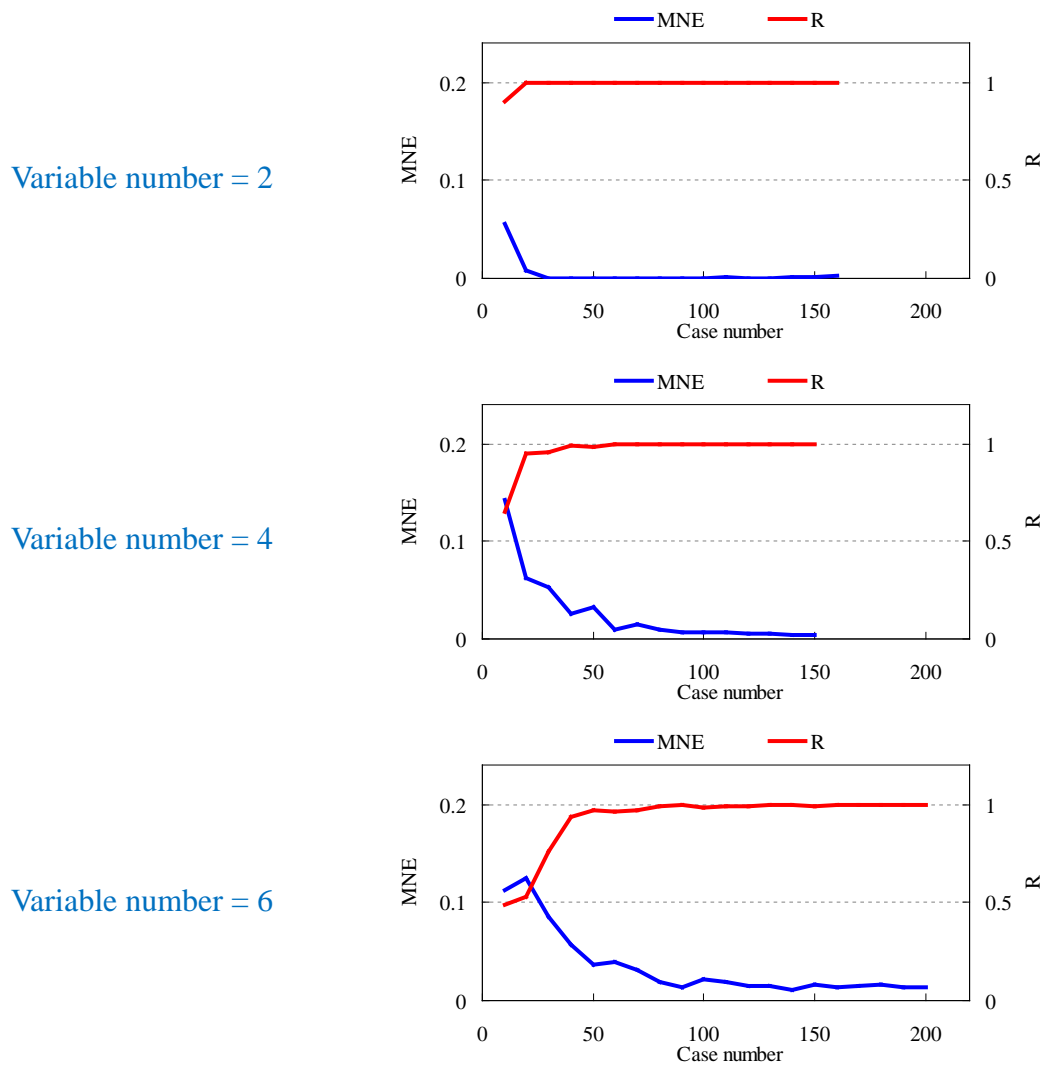 MNE R
0.2 1
Variable number = 2
MNE 0.1 0.5 R
0 0
0 50 100 150 200
Case number
MNE R
0.2 1
Variable number = 4
MNE 0.1 0.5 R
0 0
0 50 100 150 200
Case number
MNE R
0.2 1
Variable number = 6
MNE 0.1 0.5 R
0 0
0 50 100 150 200
Case number